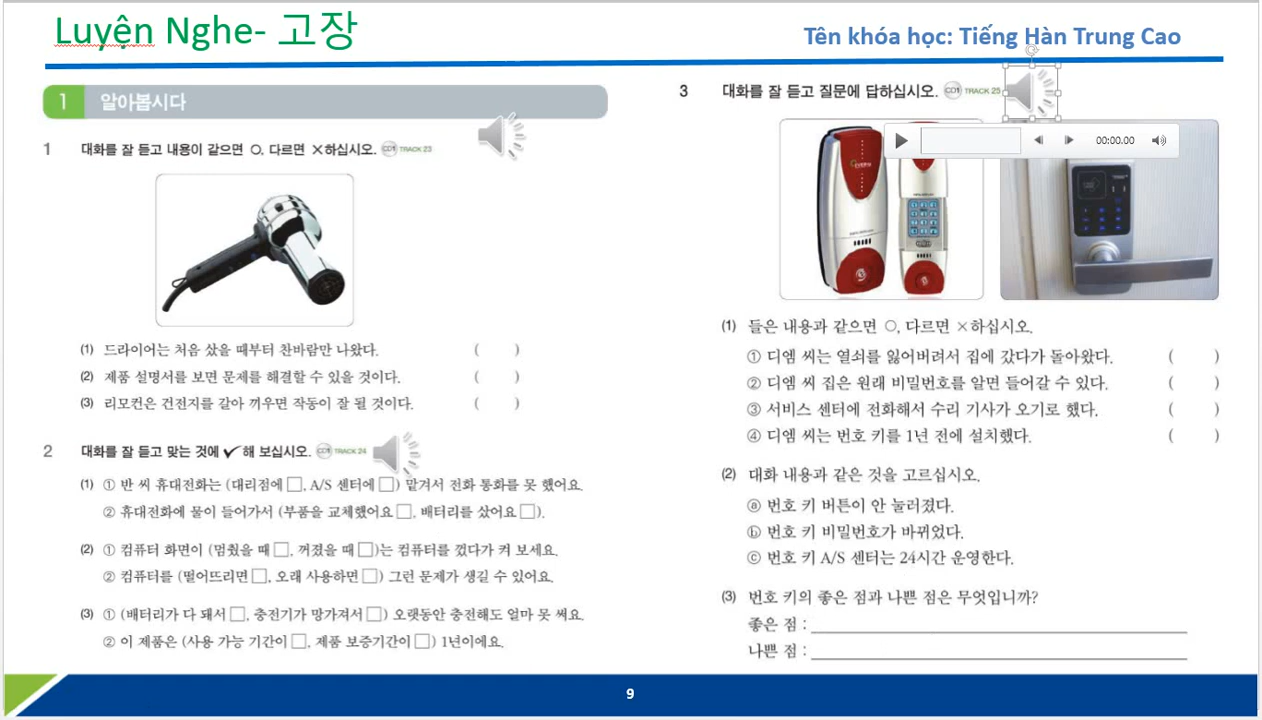 Luyện Nghe- 고장
Tên khóa học: Tiếng Hàn Trung Cao
1 알아봅시다
1 대화를 잘 듣고 내용이 같으면 ○, 다르면 ×하십시오. CD1 TRACK 23
(1) 드라이어는 처음 샀을 때부터 찬바람만 나왔다. ( )
(2) 제품 설명서를 보면 문제를 해결할 수 있을 것이다. ( )
(3) 리모컨은 건전지를 갈아 끼우면 작동이 잘 될 것이다. ( )
2 대화를 잘 듣고 맞는 것에 ✔해 보십시오. CD1 TRACK 24
(1) ① 반 씨 휴대전화는 (대리점에 □, A/S 센터에 □) 맡겨서 전화 통화를 못 했어요.
② 휴대전화에 물이 들어가서 (부품을 교체했어요 □, 배터리를 샀어요 □).
(2) ① 컴퓨터 화면이 (멈췄을 때 □, 꺼졌을 때 □)는 컴퓨터를 껐다가 켜 보세요.
② 컴퓨터를 (떨어뜨리면 □, 오래 사용하면 □) 그런 문제가 생길 수 있어요.
(3) ① (배터리가 다 돼서 □, 충전기가 망가져서 □) 오랫동안 충전해도 얼마 못 써요.
② 이 제품은 (사용 가능 기간이 □, 제품 보증기간이 □) 1년이에요.
3 대화를 잘 듣고 질문에 답하십시오. CD1 TRACK 25
00:00.00
(1) 들은 내용과 같으면 ○, 다르면 ×하십시오.
① 디엠 씨는 열쇠를 잃어버려서 집에 갔다가 돌아왔다. ( )
② 디엠 씨 집은 원래 비밀번호를 알면 들어갈 수 있다. ( )
③ 서비스 센터에 전화해서 수리 기사가 오기로 했다. ( )
④ 디엠 씨는 번호 키를 1년 전에 설치했다. ( )
(2) 대화 내용과 같은 것을 고르십시오.
ⓐ 번호 키 버튼이 안 눌러졌다.
ⓑ 번호 키 비밀번호가 바뀌었다.
ⓒ 번호 키 A/S 센터는 24시간 운영한다.
(3) 번호 키의 좋은 점과 나쁜 점은 무엇입니까?
좋은 점 :
나쁜 점 :
9